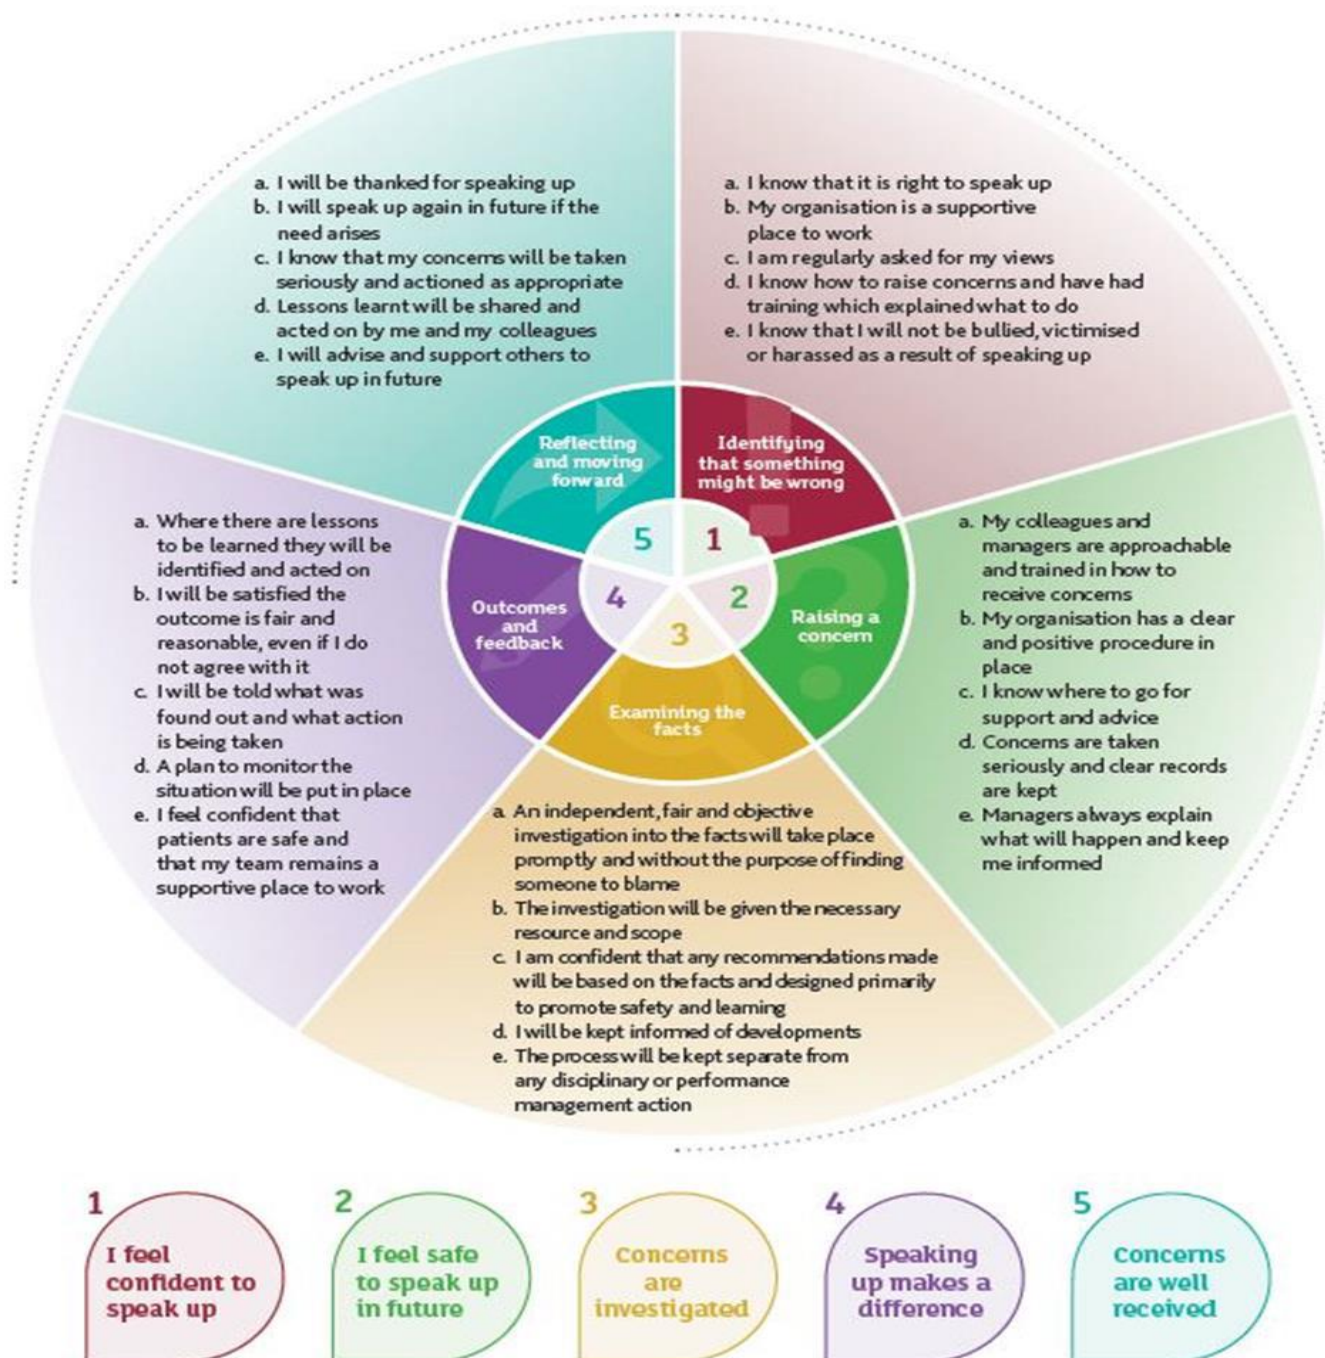 a. I will be thanked for speaking up
b. I will speak up again in future if the
need arises
c. I know that my concerns will be taken
seriously and actioned as appropriate
d. Lessons learnt will be shared and
acted on by me and my colleagues
e. I will advise and support others to
speak up in future
a. I know that it is right to speak up
b. My organisation is a supportive
place to work
c. I am regularly asked for my views
d. I know how to raise concerns and have had
training which explained what to do
e. I know that I will not be bullied, victimised
or harassed as a result of speaking up
Reflecting
and moving
forward
Identifying
that something
might be wrong
5
1
4
2
3
Outcomes
and
feedback
Raising a
concern
Examining the
facts
a. Where there are lessons
to be learned they will be
identified and acted on
b. I will be satisfied the
outcome is fair and
reasonable, even if I do
not agree with it
c. I will be told what was
found out and what action
is being taken
d. A plan to monitor the
situation will be put in place
e. I feel confident that
patients are safe and
that my team remains a
supportive place to work
a. My colleagues and
managers are approachable
and trained in how to
receive concerns
b. My organisation has a clear
and positive procedure in
place
c. I know where to go for
support and advice
d. Concerns are taken
seriously and clear records
are kept
e. Managers always explain
what will happen and keep
me informed
a. An independent, fair and objective
investigation into the facts will take place
promptly and without the purpose of finding
someone to blame
b. The investigation will be given the necessary
resource and scope
c. I am confident that any recommendations made
will be based on the facts and designed primarily
to promote safety and learning
d. I will be kept informed of developments
e. The process will be kept separate from
any disciplinary or performance
management action
1
I feel
confident to
speak up
2
I feel safe
to speak up
in future
3
Concerns
are
investigated
4
Speaking
up makes a
difference
5
Concerns
are well
received